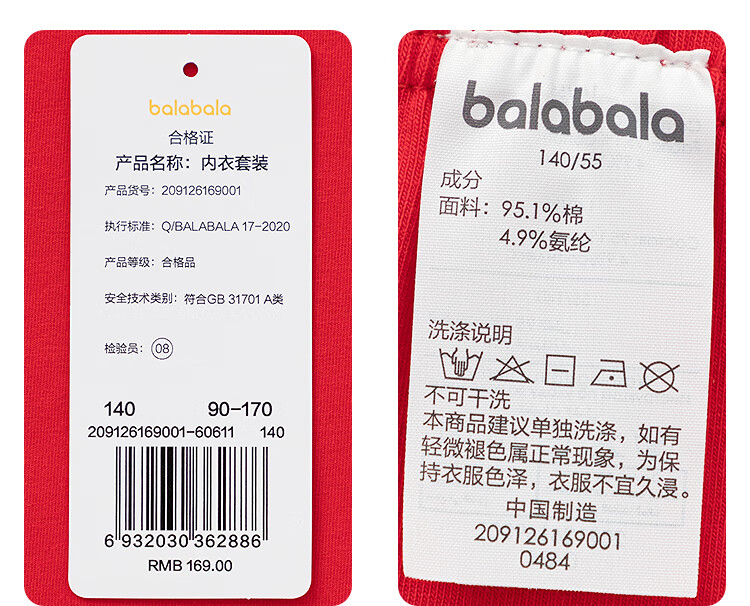 balabala
合格证
产品名称：内衣套装
产品货号：209126169001
执行标准：Q/BALABALA 17-2020
产品等级：合格品
安全技术类别：符合GB 31701 A类
检验员：08
140 90-170
209126169001-60611 140
6 932030 362886
RMB 169.00
balabala
140/55
成分
面料：95.1%棉
4.9%氨纶
洗涤说明
不可干洗
本商品建议单独洗涤，如有
轻微褪色属正常现象，为保
持衣服色泽，衣服不宜久浸。
中国制造
209126169001
0484